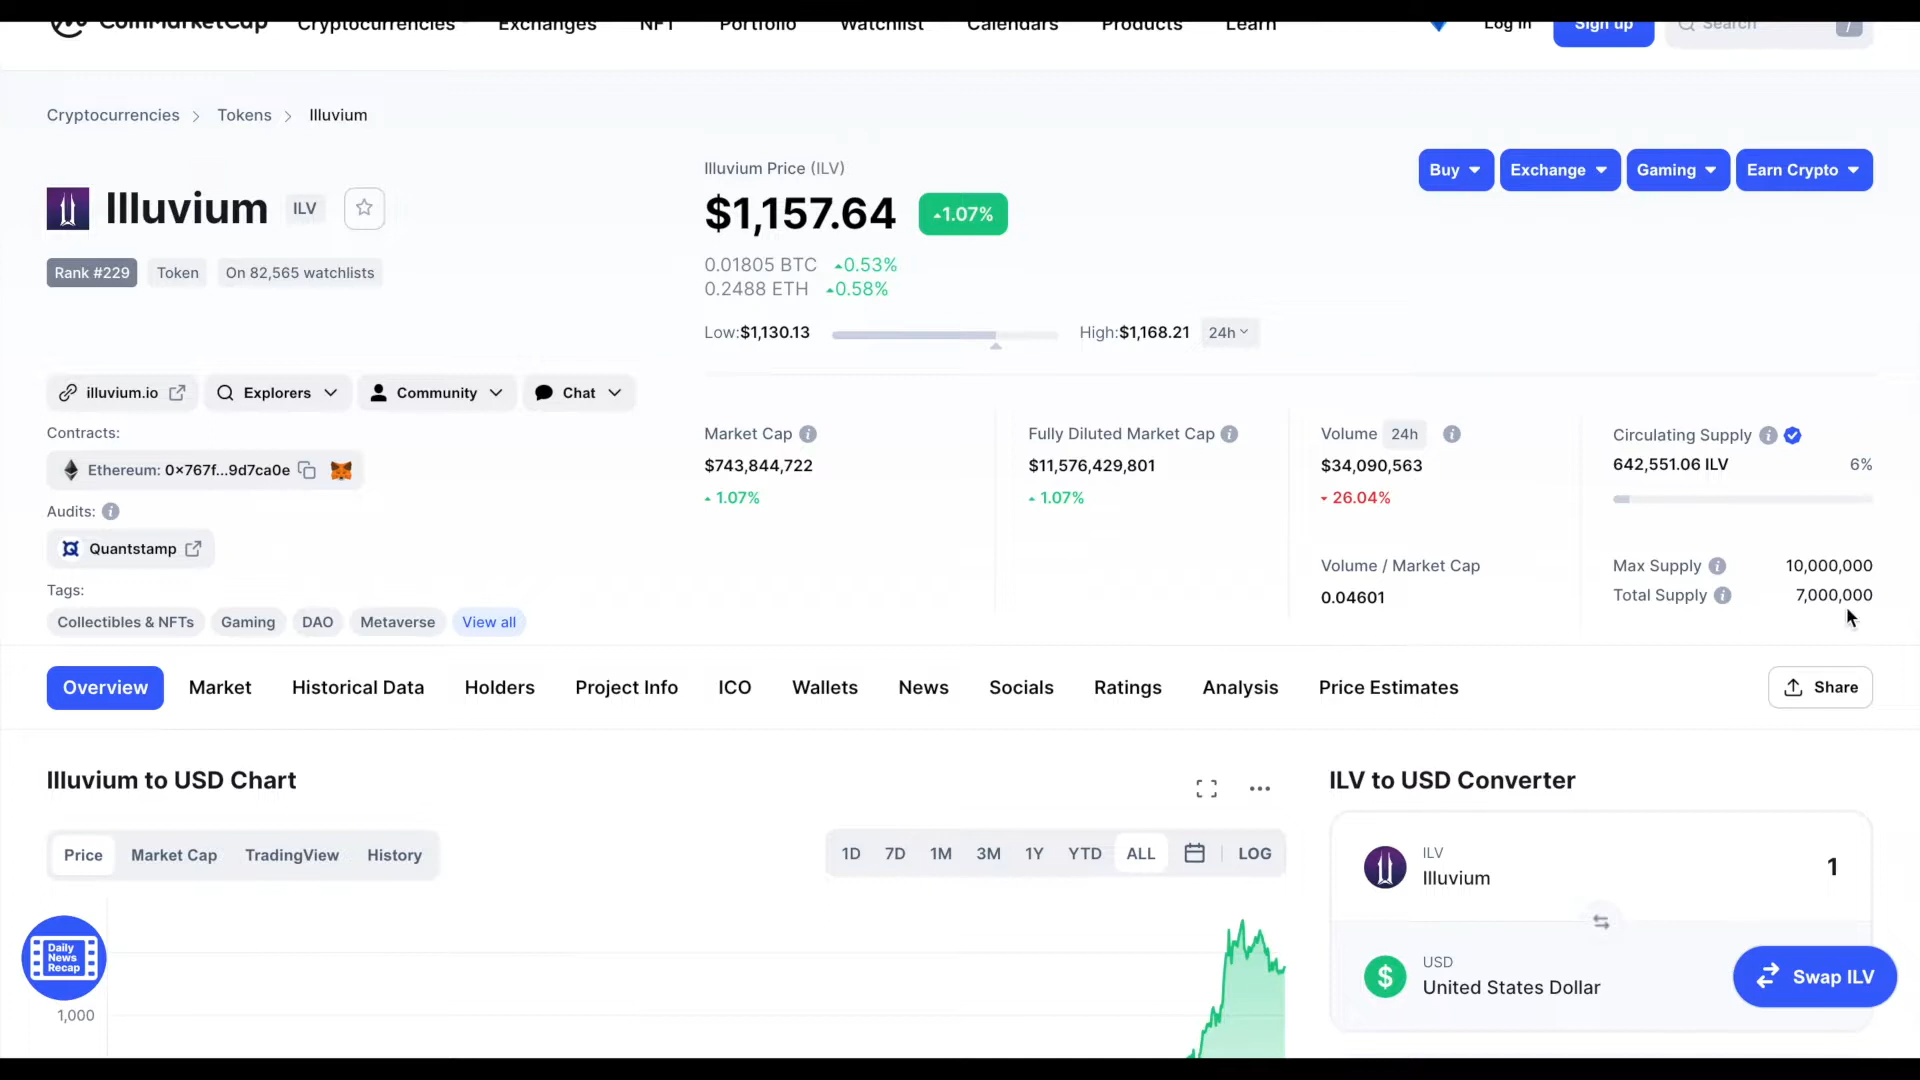 CoinMarketCap Cryptocurrencies Exchanges NFT Portfolio Watchlist Calendars Products Learn Log In Sign up Search /
Cryptocurrencies > Tokens > Illuvium
Illuvium ILV
Rank #229 Token On 82,565 watchlists
illuvium.io Explorers Community Chat
Contracts:
Ethereum: 0x767f...9d7ca0e
Audits:
Quantstamp
Tags:
Collectibles & NFTs Gaming DAO Metaverse View all
Illuvium Price (ILV)
$1,157.64 1.07%
0.01805 BTC 0.53%
0.2488 ETH 0.58%
Low:$1,130.13 High:$1,168.21 24h
Buy Exchange Gaming Earn Crypto
Market Cap
$743,844,722
1.07%
Fully Diluted Market Cap
$11,576,429,801
1.07%
Volume 24h
$34,090,563
26.04%
Volume / Market Cap
0.04601
Circulating Supply
642,551.06 ILV 6%
Max Supply 10,000,000
Total Supply 7,000,000
Overview Market Historical Data Holders Project Info ICO Wallets News Socials Ratings Analysis Price Estimates Share
Illuvium to USD Chart
Price Market Cap TradingView History
1D 7D 1M 3M 1Y YTD ALL LOG
Daily
News
Recap
1,000
ILV to USD Converter
ILV
Illuvium 1
USD
United States Dollar
Swap ILV